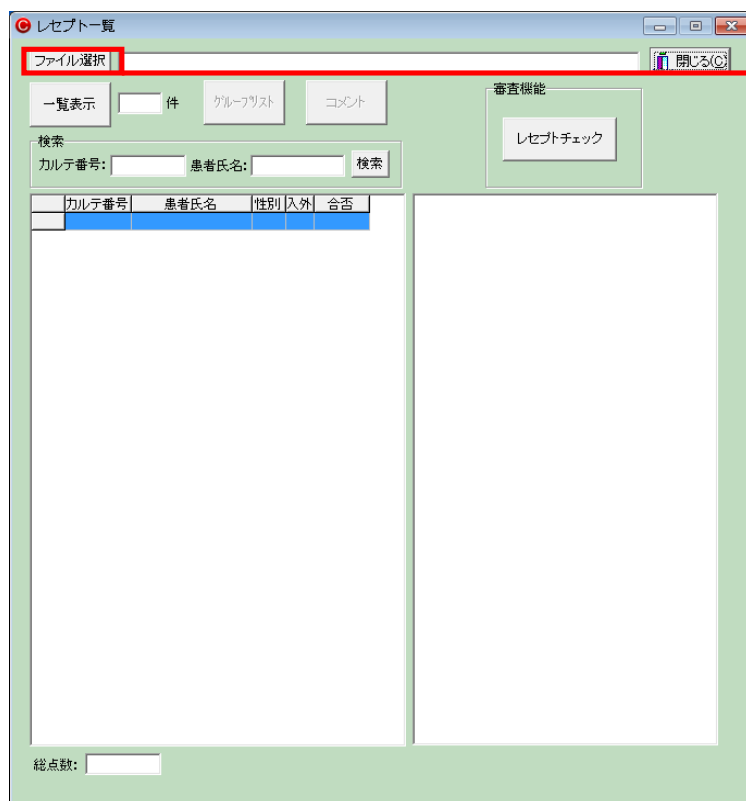 レセプト一覧
ファイル選択 閉じる(C)
一覧表示 件 グループリスト コメント 審査機能
レセプトチェック
検索
カルテ番号: 患者氏名: 検索
カルテ番号 患者氏名 性別 入外 合否
総点数: